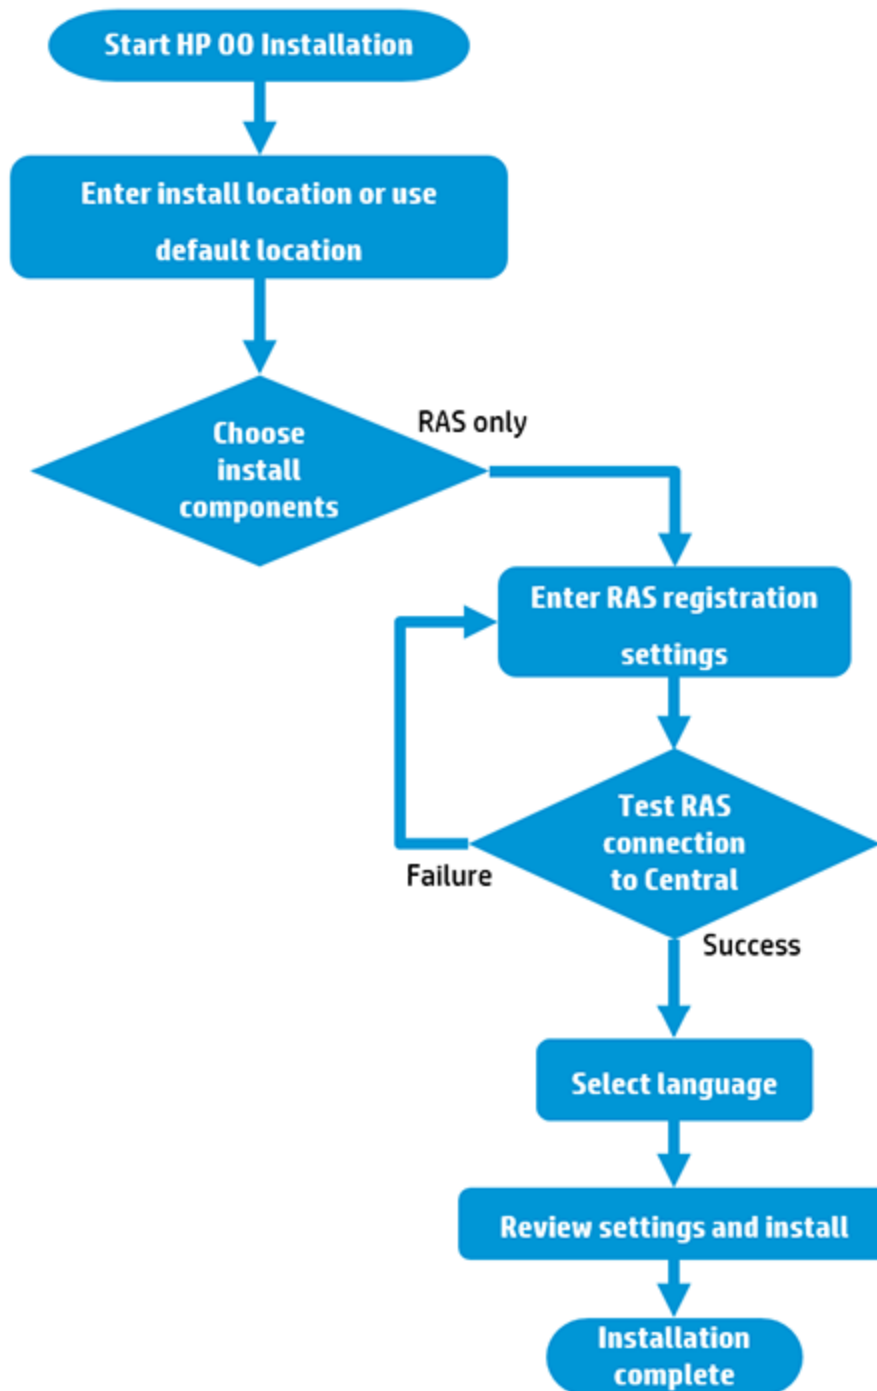 Start HP OO Installation
Enter install location or use
default location
Choose
install
components
RAS only
Enter RAS registration
settings
Test RAS
connection
to Central
Failure
Success
Select language
Review settings and install
Installation
complete